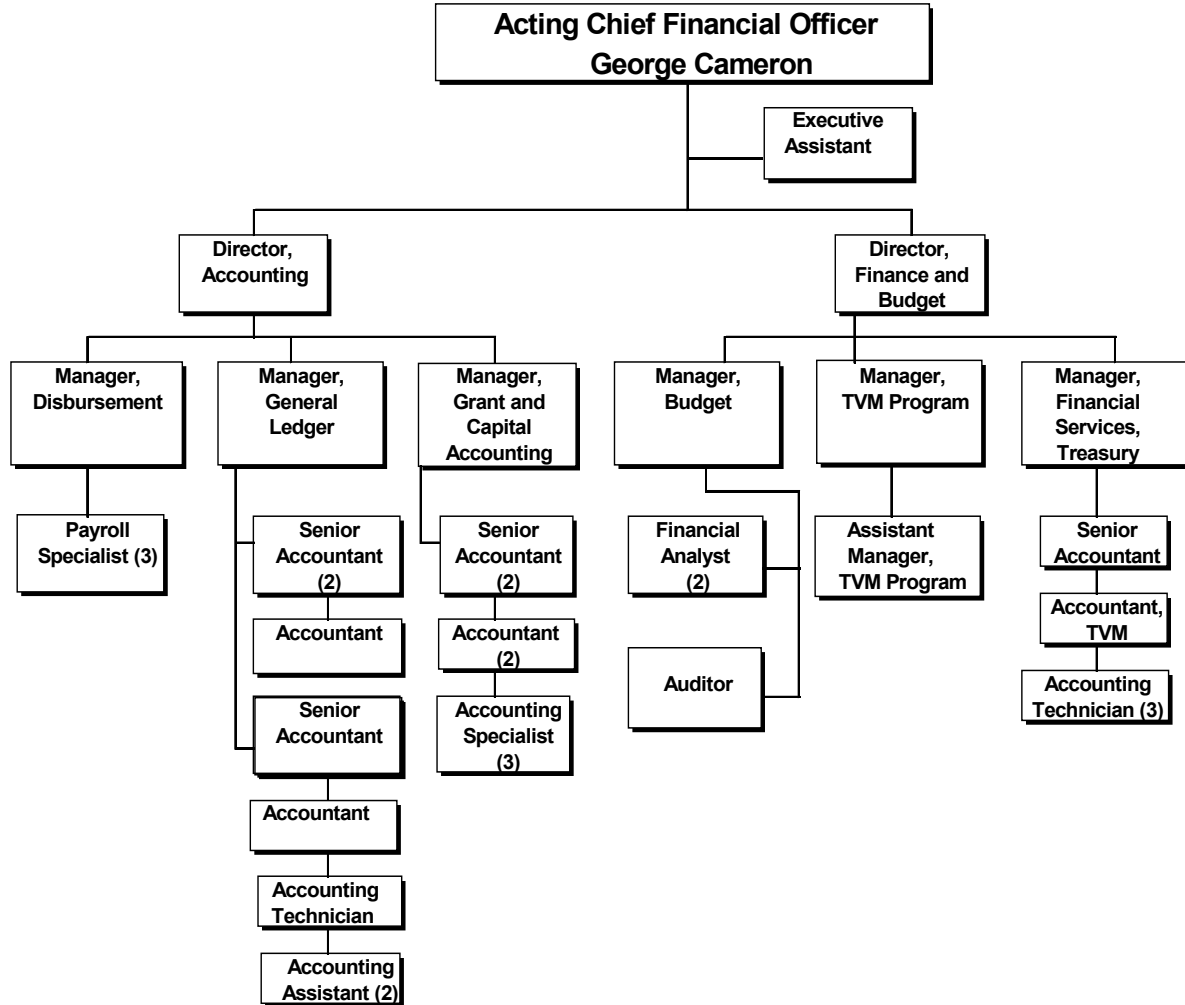 Acting Chief Financial Officer
George Cameron
Executive
Assistant
Director,
Accounting
Director,
Finance and
Budget
Manager,
Disbursement
Manager,
General
Ledger
Manager,
Grant and
Capital
Accounting
Manager,
Budget
Manager,
TVM Program
Manager,
Financial
Services,
Treasury
Payroll
Specialist (3)
Senior
Accountant
(2)
Accountant
Senior
Accountant
Accountant
Accounting
Technician
Accounting
Assistant (2)
Senior
Accountant
(2)
Accountant
(2)
Accounting
Specialist
(3)
Financial
Analyst
(2)
Auditor
Assistant
Manager,
TVM Program
Senior
Accountant
Accountant,
TVM
Accounting
Technician (3)